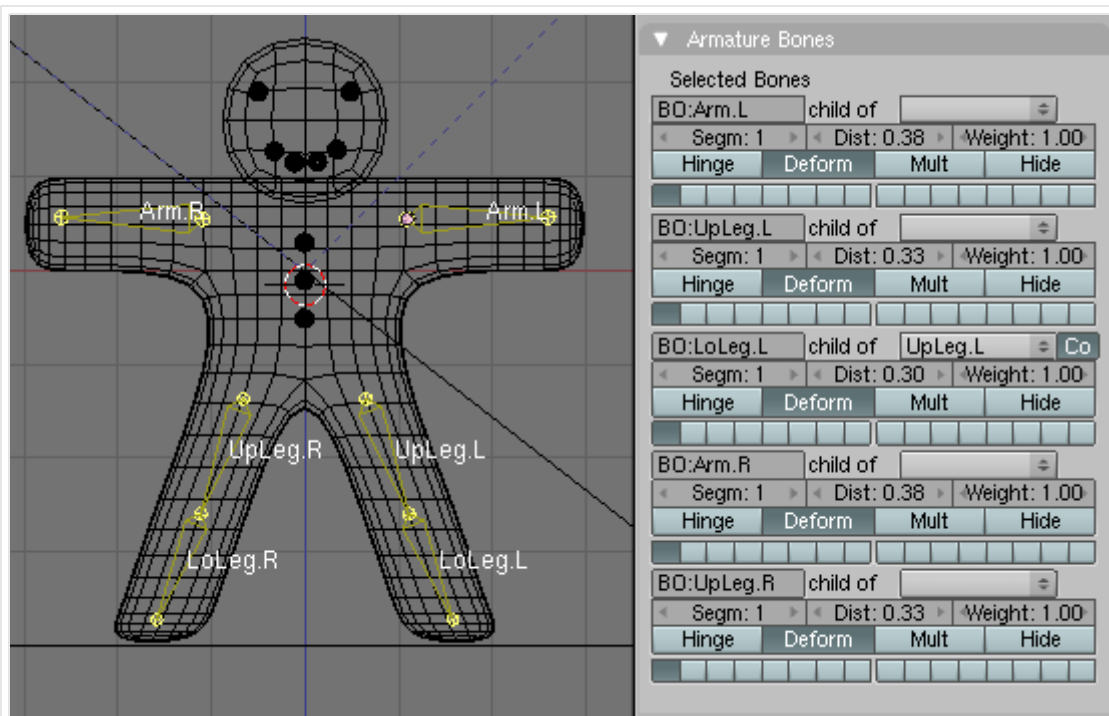 Arm.R
Arm.L
UpLeg.R
UpLeg.L
LoLeg.R
LoLeg.L
Armature Bones
Selected Bones
BO:Arm.L child of
Segm: 1 Dist: 0.38 Weight: 1.00
Hinge Deform Mult Hide
BO:UpLeg.L child of
Segm: 1 Dist: 0.33 Weight: 1.00
Hinge Deform Mult Hide
BO:LoLeg.L child of UpLeg.L Co
Segm: 1 Dist: 0.30 Weight: 1.00
Hinge Deform Mult Hide
BO:Arm.R child of
Segm: 1 Dist: 0.38 Weight: 1.00
Hinge Deform Mult Hide
BO:UpLeg.R child of
Segm: 1 Dist: 0.33 Weight: 1.00
Hinge Deform Mult Hide